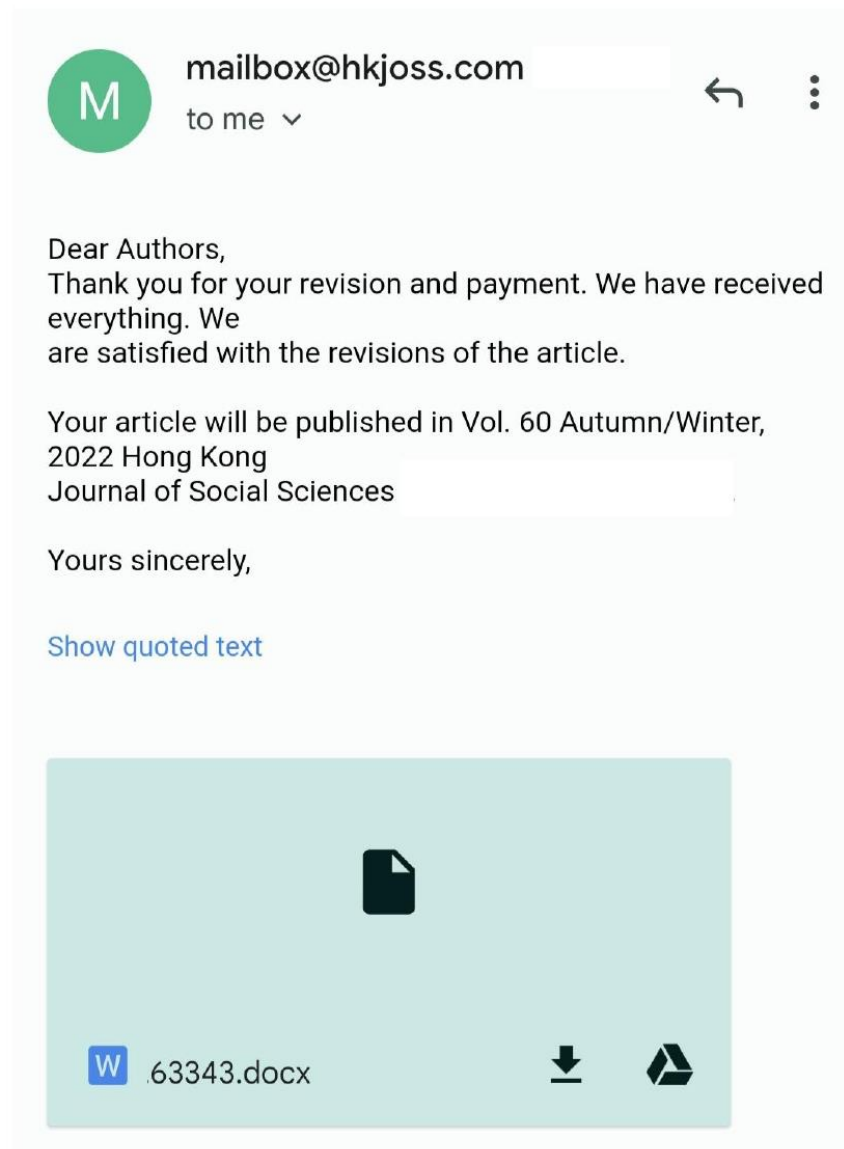 M
mailbox@hkjoss.com
to me
Dear Authors,
Thank you for your revision and payment. We have received
everything. We
are satisfied with the revisions of the article.
Your article will be published in Vol. 60 Autumn/Winter,
2022 Hong Kong
Journal of Social Sciences
Yours sincerely,
Show quoted text
W .63343.docx